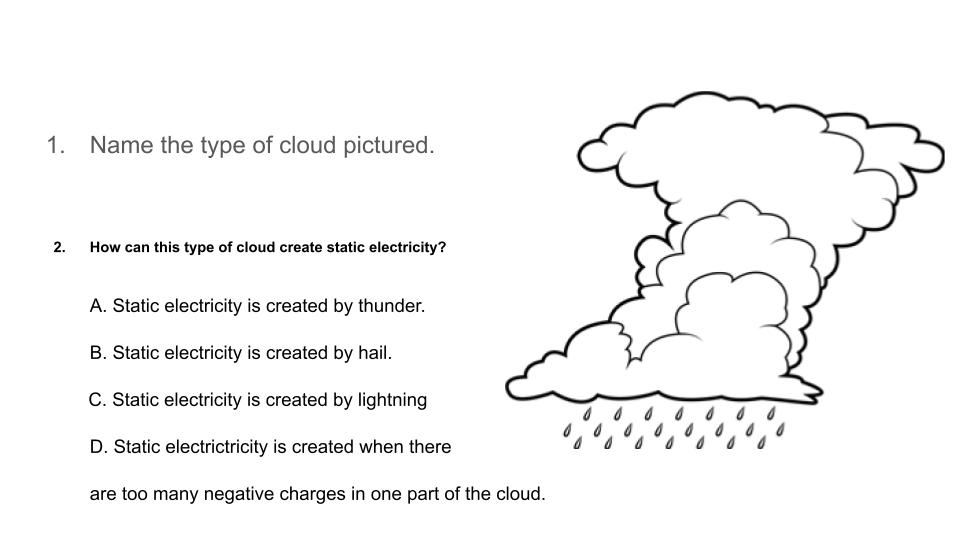 1. Name the type of cloud pictured.
2. How can this type of cloud create static electricity?
A. Static electricity is created by thunder.
B. Static electricity is created by hail.
C. Static electricity is created by lightning
D. Static electrictricity is created when there
are too many negative charges in one part of the cloud.